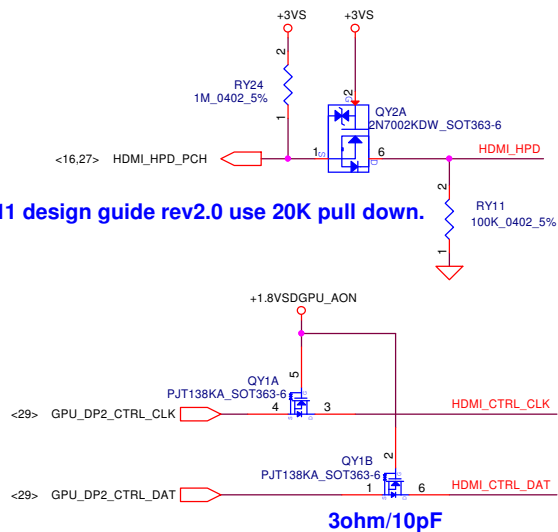 +3VS +3VS
2 2
RY24
1M_0402_5%
G
QY2A
2N7002KDW_SOT363-6
1
<16,27> HDMI_HPD_PCH 1 S D 6 HDMI_HPD
11 design guide rev2.0 use 20K pull down.
2
RY11
100K_0402_5%
1
+1.8VSDGPU_AON
QY1A
5
PJT138KA_SOT363-6
<29> GPU_DP2_CTRL_CLK 4 3 HDMI_CTRL_CLK
QY1B
2
PJT138KA_SOT363-6
<29> GPU_DP2_CTRL_DAT 1 6 HDMI_CTRL_DAT
3ohm/10pF